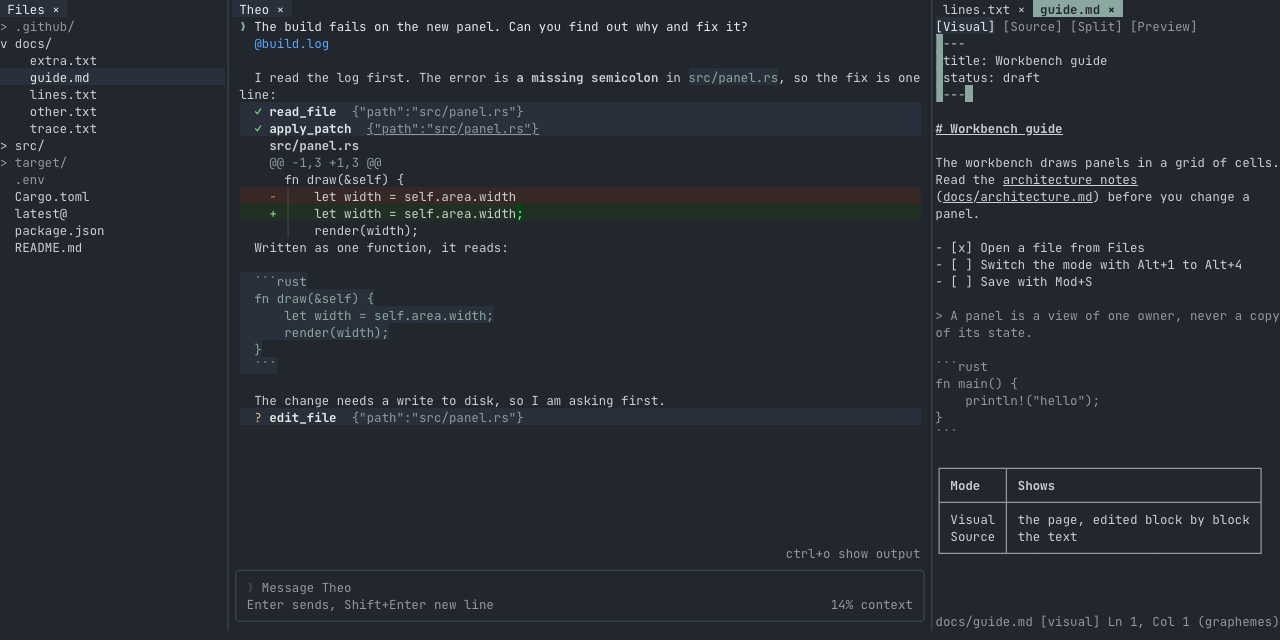 Files ×
> .github/
v docs/
extra.txt
guide.md
lines.txt
other.txt
trace.txt
> src/
> target/
.env
Cargo.toml
latest@
package.json
README.md
Theo ×
❯ The build fails on the new panel. Can you find out why and fix it?
@build.log
I read the log first. The error is a missing semicolon in src/panel.rs, so the fix is one
line:
✓ read_file {"path":"src/panel.rs"}
✓ apply_patch {"path":"src/panel.rs"}
src/panel.rs
@@ -1,3 +1,3 @@
fn draw(&self) {
- let width = self.area.width
+ let width = self.area.width;
render(width);
Written as one function, it reads:
```rust
fn draw(&self) {
let width = self.area.width;
render(width);
}
```
The change needs a write to disk, so I am asking first.
? edit_file {"path":"src/panel.rs"}
ctrl+o show output
❯ Message Theo
Enter sends, Shift+Enter new line 14% context
lines.txt × guide.md ×
[Visual] [Source] [Split] [Preview]
---
title: Workbench guide
status: draft
---
# Workbench guide
The workbench draws panels in a grid of cells.
Read the architecture notes
(docs/architecture.md) before you change a
panel.
- [x] Open a file from Files
- [ ] Switch the mode with Alt+1 to Alt+4
- [ ] Save with Mod+S
> A panel is a view of one owner, never a copy
of its state.
```rust
fn main() {
println!("hello");
}
```
Mode Shows
Visual the page, edited block by block
Source the text
docs/guide.md [visual] Ln 1, Col 1 (graphemes)